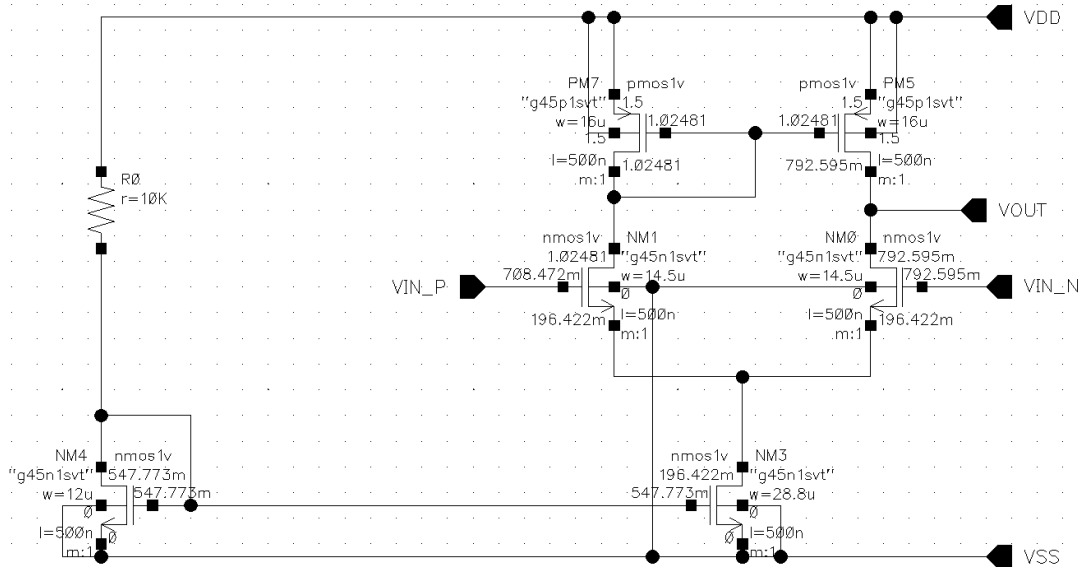 VDD
PM7
pmos1v
pmos1v
PM5
"g45p1svt"
1.5
1.5
"g45p1svt"
w=16u
1.02481
1.02481
w=16u
1.5
1.5
l=500n
1.02481
792.595m
l=500n
m:1
m:1
R0
r=10K
VOUT
nmos1v
NM1
NM0
nmos1v
1.02481
"g45n1svt"
"g45n1svt"
792.595m
708.472m
w=14.5u
w=14.5u
792.595m
VIN_P
0
0
VIN_N
l=500n
l=500n
196.422m
196.422m
m:1
m:1
NM4
nmos1v
nmos1v
NM3
"g45n1svt"
547.773m
196.422m
"g45n1svt"
w=12u
547.773m
547.773m
w=28.8u
0
0
l=500n
0
0
l=500n
m:1
m:1
VSS